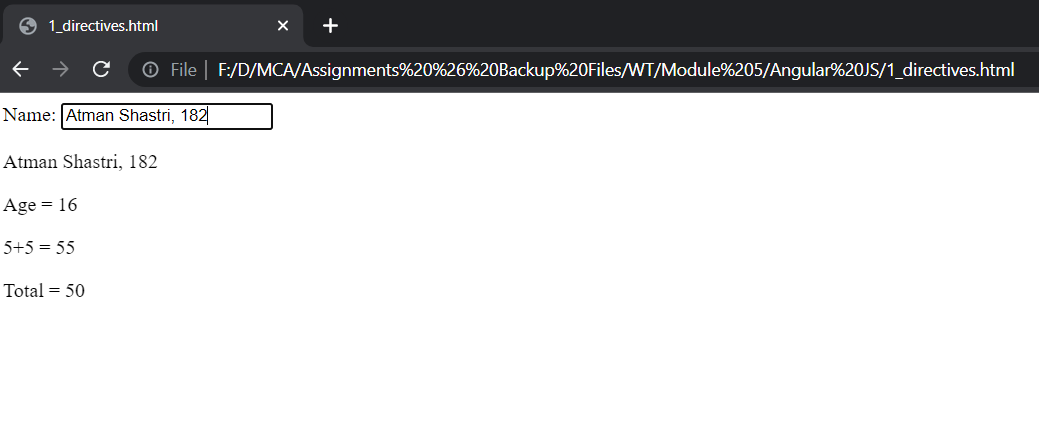 1_directives.html
File F:/D/MCA/Assignments%20%26%20Backup%20Files/WT/Module%205/Angular%20JS/1_directives.html
Name: Atman Shastri, 182
Atman Shastri, 182
Age = 16
5+5 = 55
Total = 50